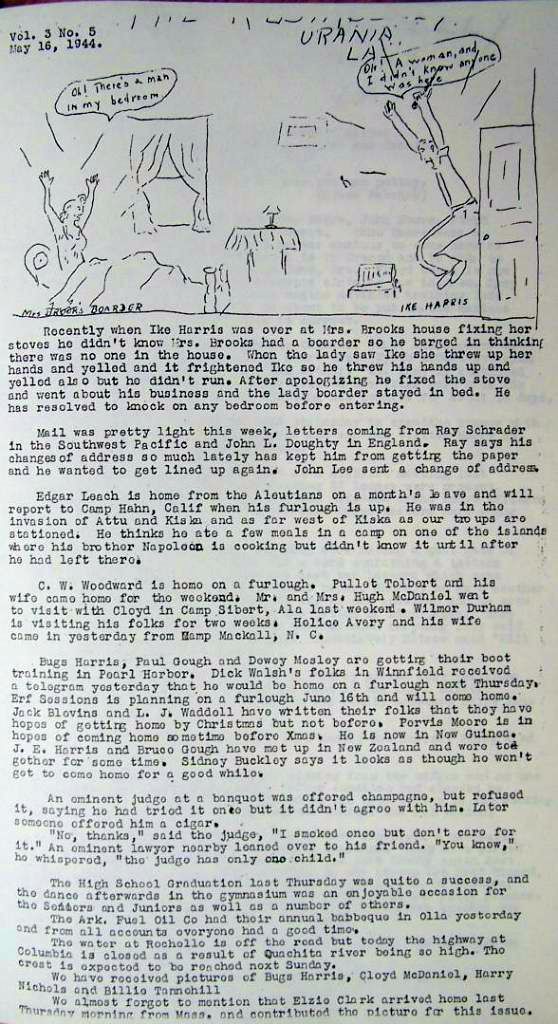 Vol. 3 No. 5
May 16, 1944.
URANIA
LA
Oh! There's a man
in my bedroom
Oh! A woman, and
I didn't know anyone
was here
Mrs BROOK'S BOARDER
IKE HARRIS
Recently when Ike Harris was over at Mrs. Brooks house fixing her
stoves he didn't know Mrs. Brooks had a boarder so he barged in thinking
there was no one in the house. When the lady saw Ike she threw up her
hands and yelled and it frightened Ike so he threw his hands up and
yelled also but he didn't run. After apologizing he fixed the stove
and went about his business and the lady boarder stayed in bed. He
has resolved to knock on any bedroom before entering.
Mail was pretty light this week, letters coming from Ray Schrader
in the Southwest Pacific and John L. Doughty in England. Ray says his
changes of address so much lately has kept him from getting the paper
and he wanted to get lined up again. John Lee sent a change of address.
Edgar Leach is home from the Aleutians on a month's leave and will
report to Camp Hahn, Calif when his furlough is up. He was in the
invasion of Attu and Kiska and as far west of Kiska as our troups are
stationed. He thinks he ate a few meals in a camp on one of the islands
where his brother Napoleon is cooking but didn't know it until after
he had left there.
C. W. Woodward is home on a furlough. Pullet Tolbert and his
wife came home for the weekend. Mr. and Mrs. Hugh McDaniel went
to visit with Cloyd in Camp Sibert, Ala last weekend. Wilmer Durham
is visiting his folks for two weeks. Holice Avery and his wife
came in yesterday from Camp Mackall, N. C.
Bugs Harris, Paul Gough and Dewey Mosley are getting their boot
training in Pearl Harbor. Dick Walsh's folks in Winnfield received
a telegram yesterday that he would be home on a furlough next Thursday.
Erf Sessions is planning on a furlough June 16th and will come home.
Jack Blevins and L. J. Waddell have written their folks that they have
hopes of getting home by Christmas but not before. Pervis Moore is in
hopes of coming home sometime before Xmas. He is now in New Guinea.
J. E. Harris and Bruce Gough have met up in New Zealand and were to
gether for some time. Sidney Buckley says it looks as though he won't
get to come home for a good while.
An eminent judge at a banquet was offered champagne, but refused
it, saying he had tried it once but it didn't agree with him. Later
someone offered him a cigar.
"No, thanks," said the judge, "I smoked once but don't care for
it." An eminent lawyer nearby leaned over to his friend. "You know,"
he whispered, "the judge has only one child."
The High School Graduation last Thursday was quite a success, and
the dance afterwards in the gymnasium was an enjoyable occasion for
the Seniors and Juniors as well as a number of others.
The Ark. Fuel Oil Co had their annual babbeque in Olla yesterday
and from all accounts everyone had a good time.
The water at Rochelle is off the road but today the highway at
Columbia is closed as a result of Quachita river being so high. The
crest is expected to be reached next Sunday.
We have received pictures of Bugs Harris, Cloyd McDaniel, Harry
Nichols and Billie Tannehill
We almost forgot to mention that Elzie Clark arrived home last
Thursday morning from Mass. and contributed the picture for this issue.